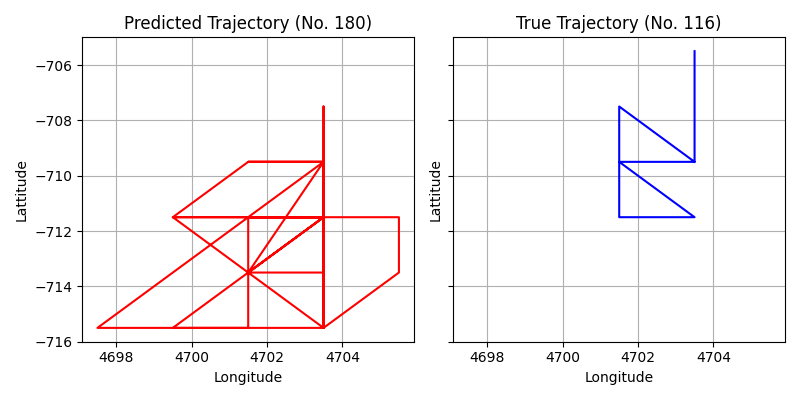 Predicted Trajectory (No. 180)
True Trajectory (No. 116)
Lattitude
−706
−708
−710
−712
−714
−716
4698
4700
4702
4704
Longitude
Lattitude
4698
4700
4702
4704
Longitude